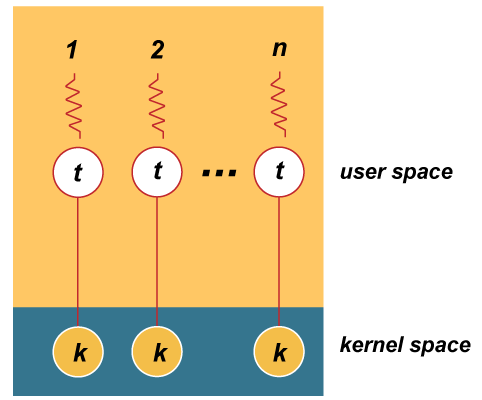 1 2 n
t t ... t
user space
k k k
kernel space